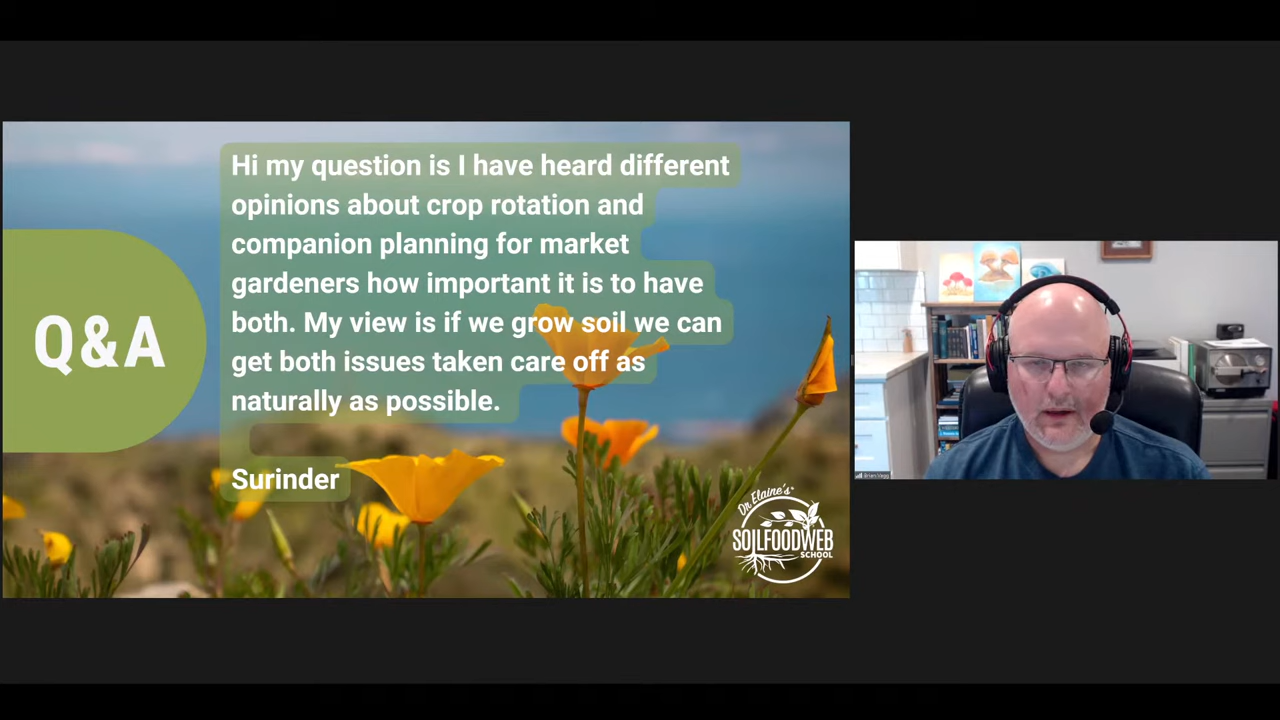 Hi my question is I have heard different
opinions about crop rotation and
companion planning for market
gardeners how important it is to have
both. My view is if we grow soil we can
get both issues taken care off as
naturally as possible.
Surinder
Q&A
Dr. Elaine's
SOILFOODWEB
SCHOOL